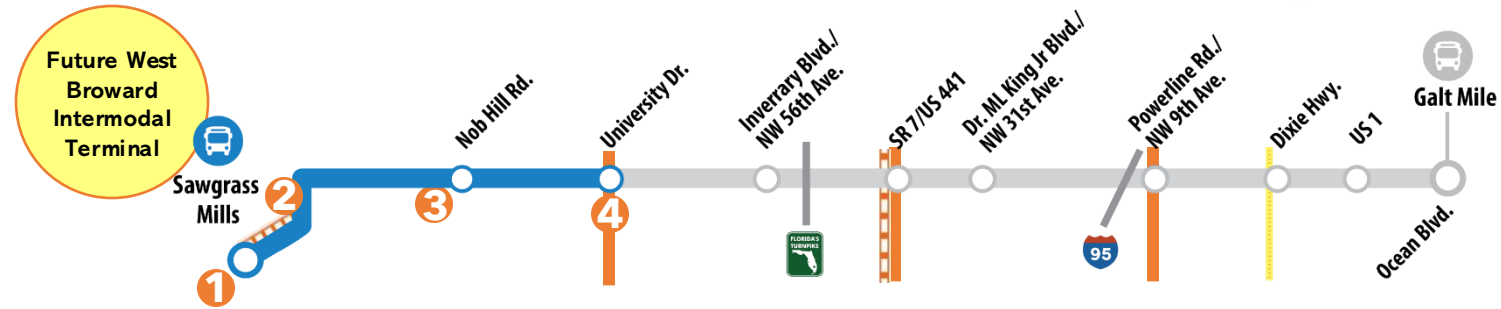 Future West
Broward
Intermodal
Terminal
Sawgrass
Mills
1
2
3
4
Nob Hill Rd.
University Dr.
Inverrary Blvd./
NW 56th Ave.
FLORIDA'S
TURNPIKE
SR 7/US 441
Dr. ML King Jr Blvd./
NW 31st Ave.
Powerline Rd./
NW 9th Ave.
95
Dixie Hwy.
US 1
Galt Mile
Ocean Blvd.